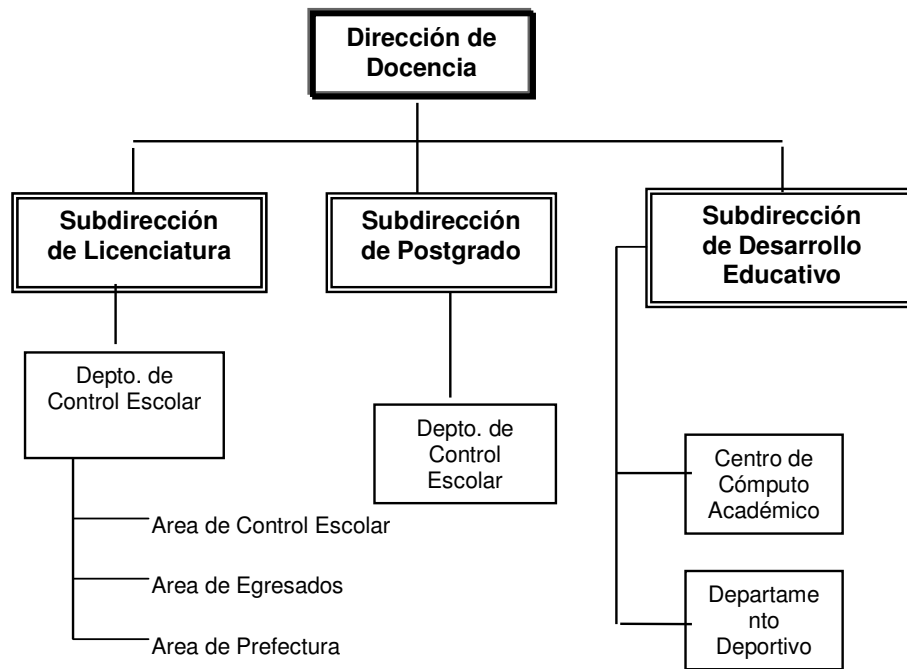 Dirección de
Docencia
Subdirección
de Licenciatura
Subdirección
de Postgrado
Subdirección
de Desarrollo
Educativo
Depto. de
Control Escolar
Depto. de
Control
Escolar
Centro de
Cómputo
Académico
Area de Control Escolar
Area de Egresados
Area de Prefectura
Departame
nto
Deportivo